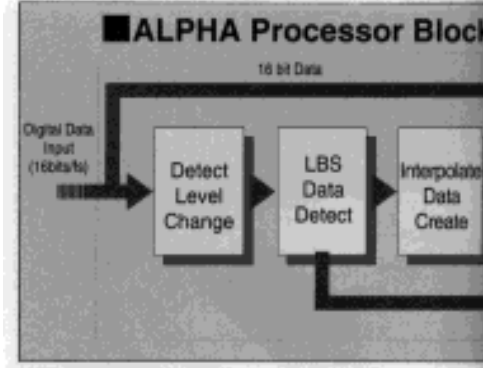 ■ALPHA Processor Block
16 bit Data
Digital Data
Input
(16bits/fs)
Detect
Level
Change
LBS
Data
Detect
Interpolate
Data
Create